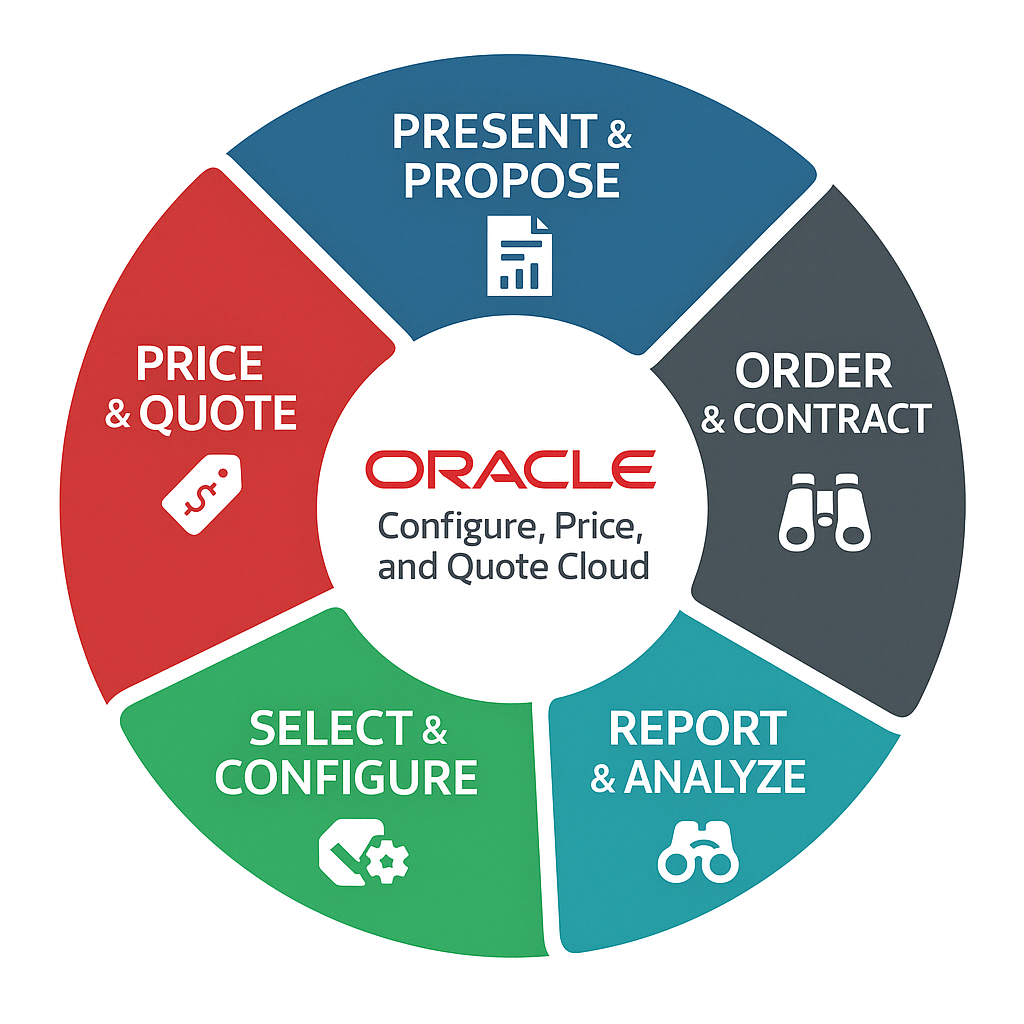 PRESENT &
PROPOSE
PRICE
& QUOTE
ORDER
& CONTRACT
ORACLE
Configure, Price,
and Quote Cloud
SELECT &
CONFIGURE
REPORT
& ANALYZE
$